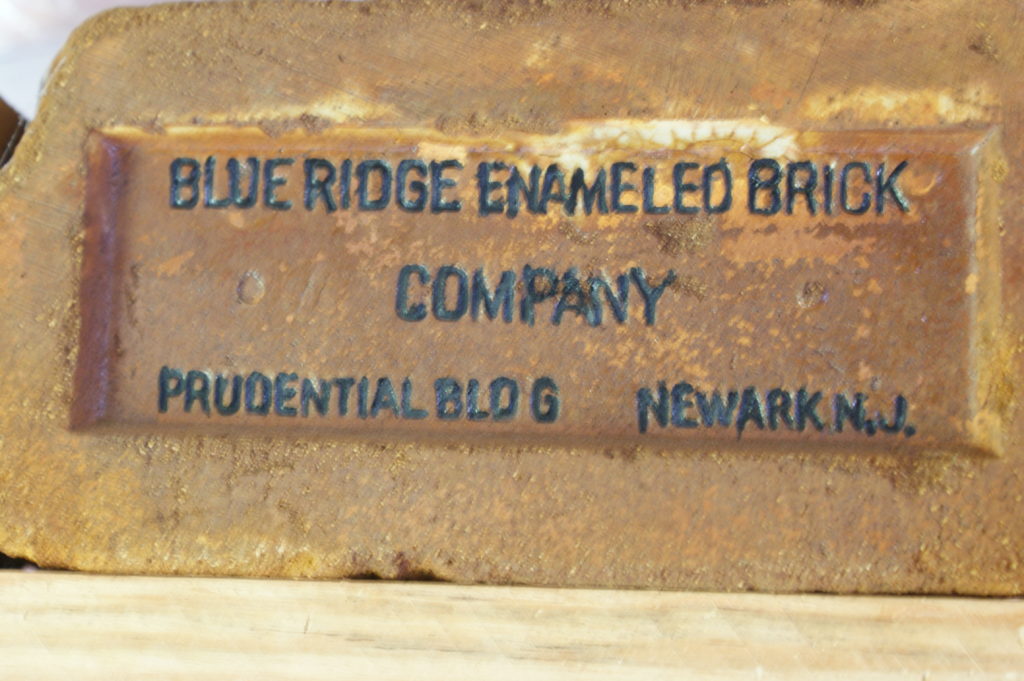 BLUE RIDGE ENAMELED BRICK
COMPANY
PRUDENTIAL BLDG NEWARK N.J.